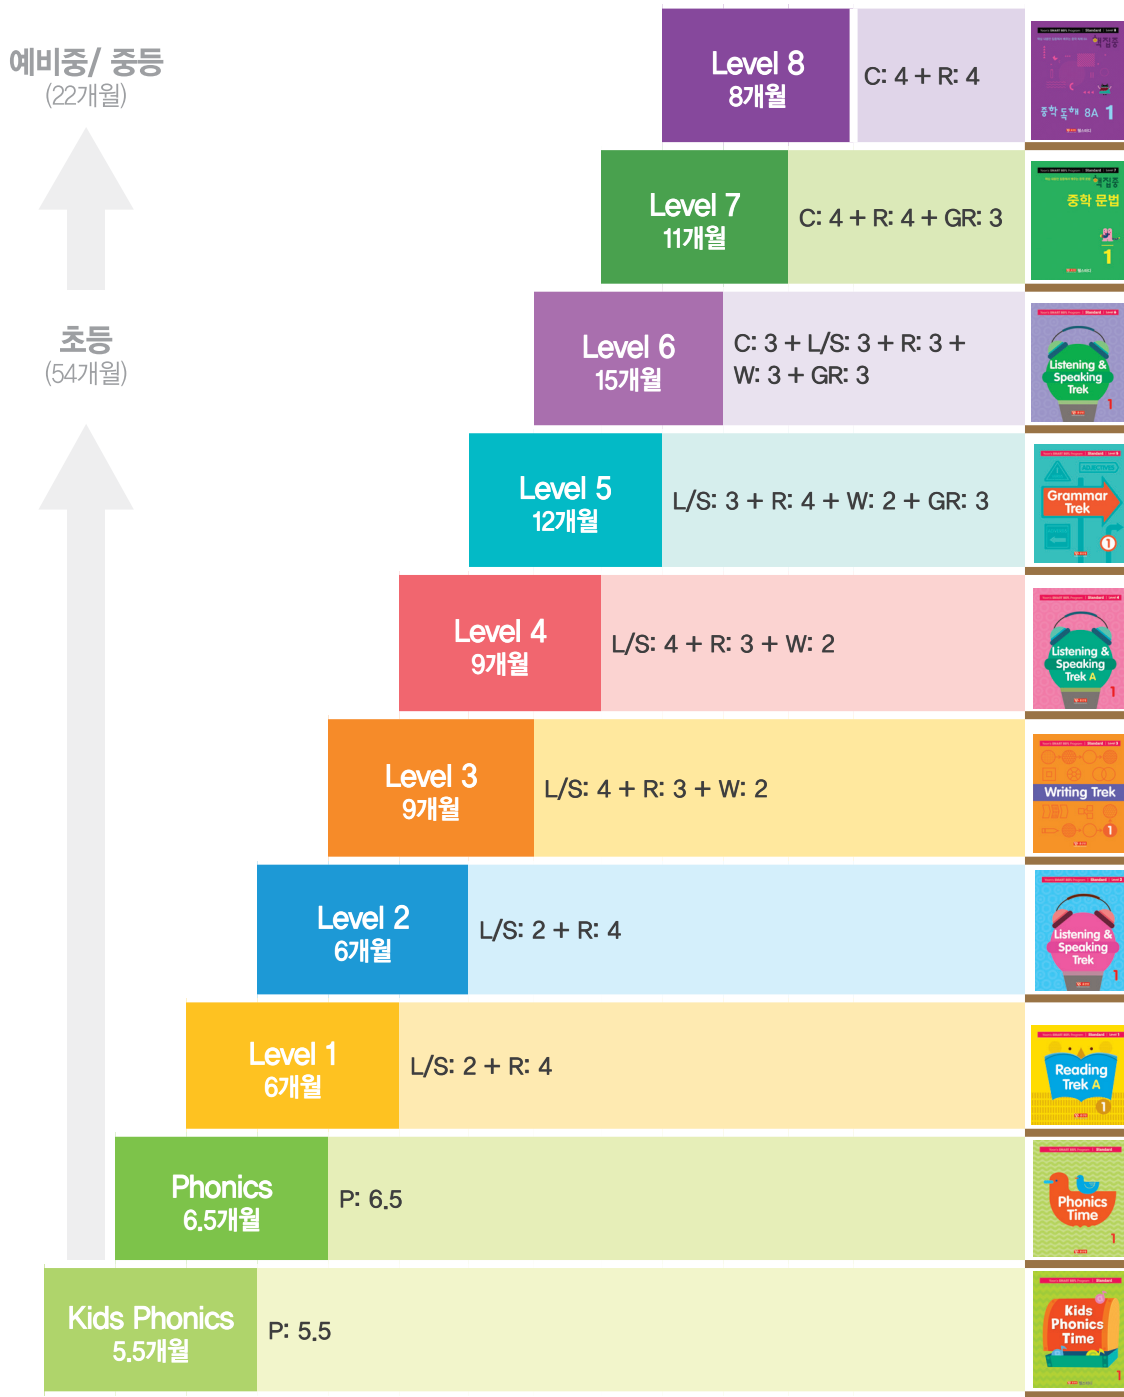 예비중/ 중등
(22개월)
초등
(54개월)
Level 8
8개월
C: 4 + R: 4
중학 독해 8A 1
Level 7
11개월
C: 4 + R: 4 + GR: 3
중학 문법
1
Level 6
15개월
C: 3 + L/S: 3 + R: 3 +
W: 3 + GR: 3
Listening &
Speaking
Trek
1
Level 5
12개월
L/S: 3 + R: 4 + W: 2 + GR: 3
ADJECTIVES
Grammar
Trek
1
Level 4
9개월
L/S: 4 + R: 3 + W: 2
Listening &
Speaking
Trek A
1
Level 3
9개월
L/S: 4 + R: 3 + W: 2
Writing Trek
1
Level 2
6개월
L/S: 2 + R: 4
Listening &
Speaking
Trek
1
Level 1
6개월
L/S: 2 + R: 4
Reading
Trek A
1
Phonics
6.5개월
P: 6.5
Phonics
Time
1
Kids Phonics
5.5개월
P: 5.5
Kids
Phonics
Time
1